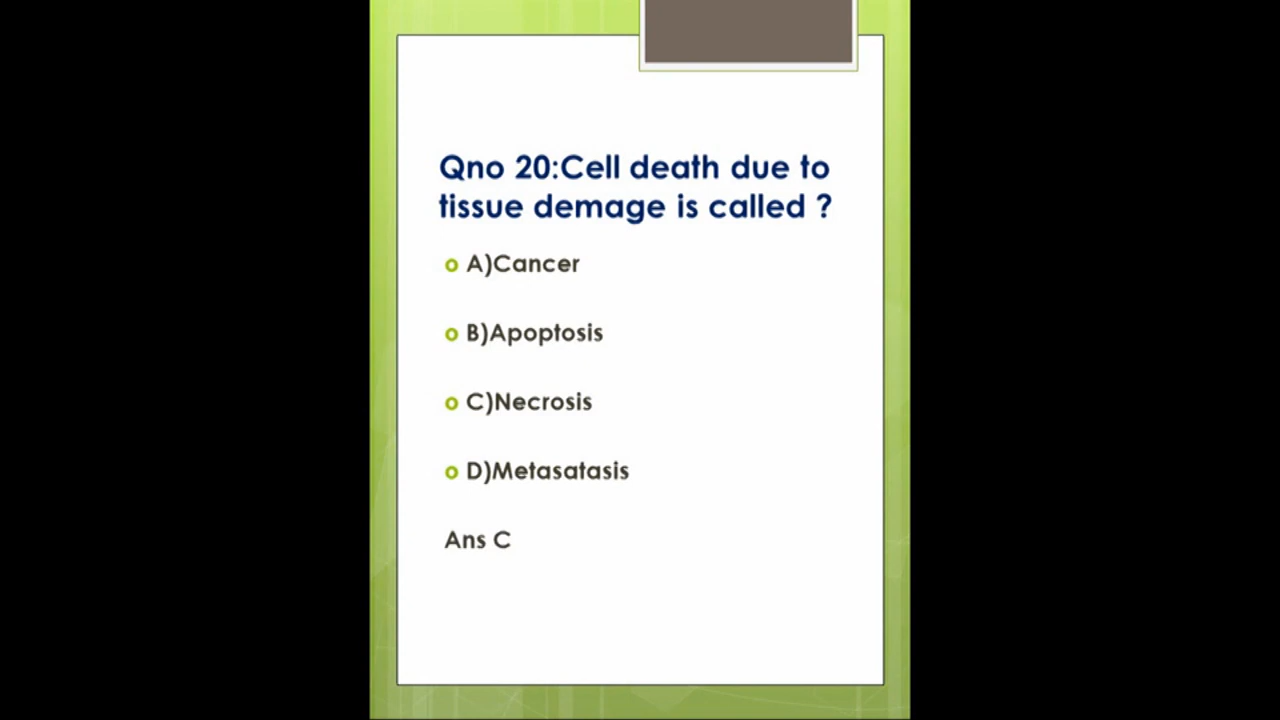 Qno 20:Cell death due to
tissue demage is called ?
A)Cancer
B)Apoptosis
C)Necrosis
D)Metasatasis
Ans C